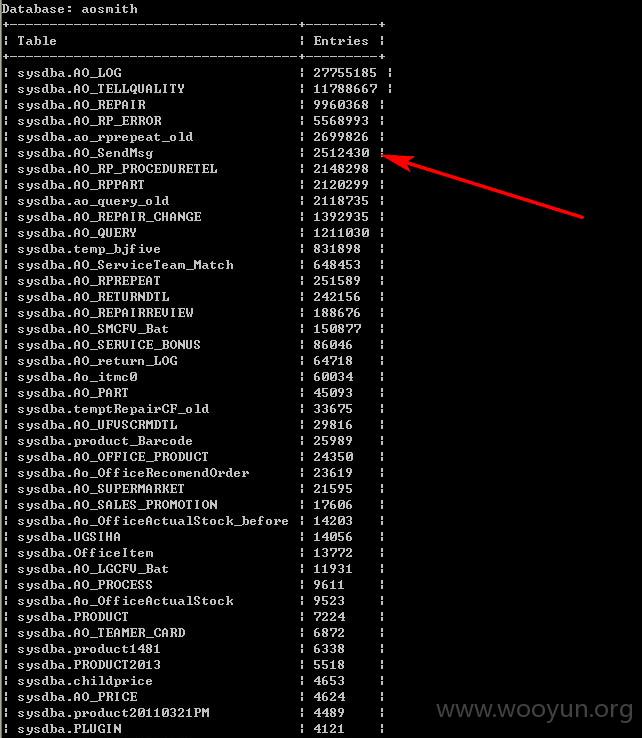 Database: aosmith
| Table | Entries |
| sysdba.AO_LOG | 27755185 |
| sysdba.AO_TELLQUALITY | 11788667 |
| sysdba.AO_REPAIR | 9960368 |
| sysdba.AO_RP_ERROR | 5568993 |
| sysdba.ao_rprepeat_old | 2699826 |
| sysdba.AO_SendMsg | 2512430 |
| sysdba.AO_RP_PROCEDURETEL | 2148298 |
| sysdba.AO_RPPART | 2120299 |
| sysdba.ao_query_old | 2118735 |
| sysdba.AO_REPAIR_CHANGE | 1392935 |
| sysdba.AO_QUERY | 1211030 |
| sysdba.temp_bjfive | 831898 |
| sysdba.AO_ServiceTeam_Match | 648453 |
| sysdba.AO_RPREPEAT | 251589 |
| sysdba.AO_RETURNDTL | 242156 |
| sysdba.AO_REPAIRREVIEW | 188676 |
| sysdba.AO_SMCFV_Bat | 150877 |
| sysdba.AO_SERVICE_BONUS | 86046 |
| sysdba.AO_return_LOG | 64718 |
| sysdba.Ao_itmc0 | 60034 |
| sysdba.AO_PART | 45093 |
| sysdba.temptRepairCF_old | 33675 |
| sysdba.AO_UFVSCRMDTL | 29816 |
| sysdba.product_Barcode | 25989 |
| sysdba.AO_OFFICE_PRODUCT | 24350 |
| sysdba.Ao_OfficeRecomendOrder | 23619 |
| sysdba.AO_SUPERMARKET | 21595 |
| sysdba.AO_SALES_PROMOTION | 17606 |
| sysdba.Ao_OfficeActualStock_before | 14203 |
| sysdba.UGSIHA | 14056 |
| sysdba.OfficeItem | 13772 |
| sysdba.AO_LGCFV_Bat | 11931 |
| sysdba.AO_PROCESS | 9611 |
| sysdba.Ao_OfficeActualStock | 9523 |
| sysdba.PRODUCT | 7224 |
| sysdba.AO_TEAMER_CARD | 6872 |
| sysdba.product1481 | 6338 |
| sysdba.PRODUCT2013 | 5518 |
| sysdba.childprice | 4653 |
| sysdba.AO_PRICE | 4624 |
| sysdba.product20110321PM | 4489 |
| sysdba.PLUGIN | 4121 |
www.wooyun.org